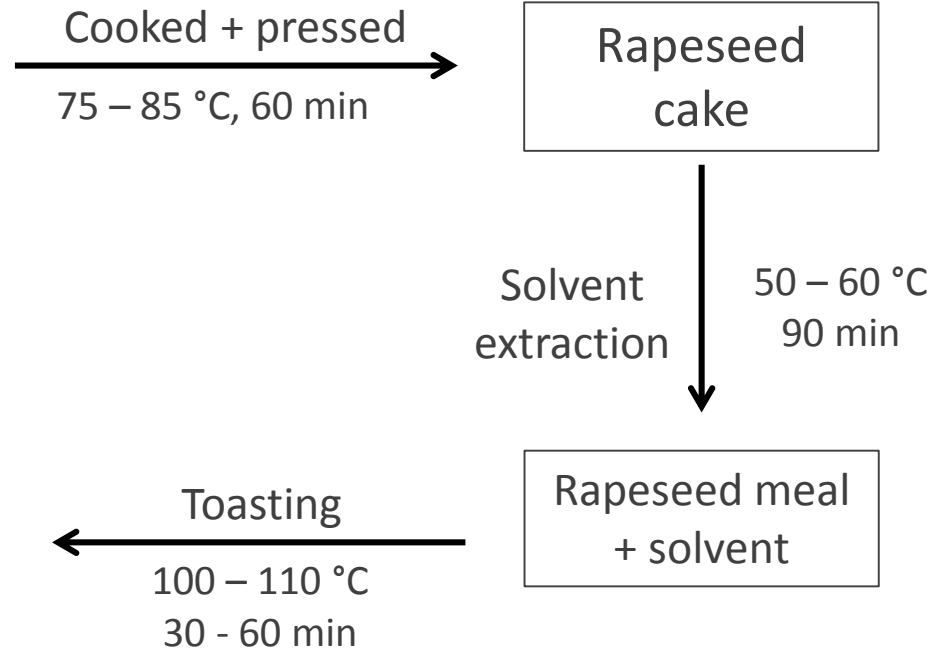 Cooked + pressed
75 – 85 °C, 60 min
Rapeseed
cake
Solvent
extraction
50 – 60 °C
90 min
Rapeseed meal
+ solvent
Toasting
100 – 110 °C
30 - 60 min